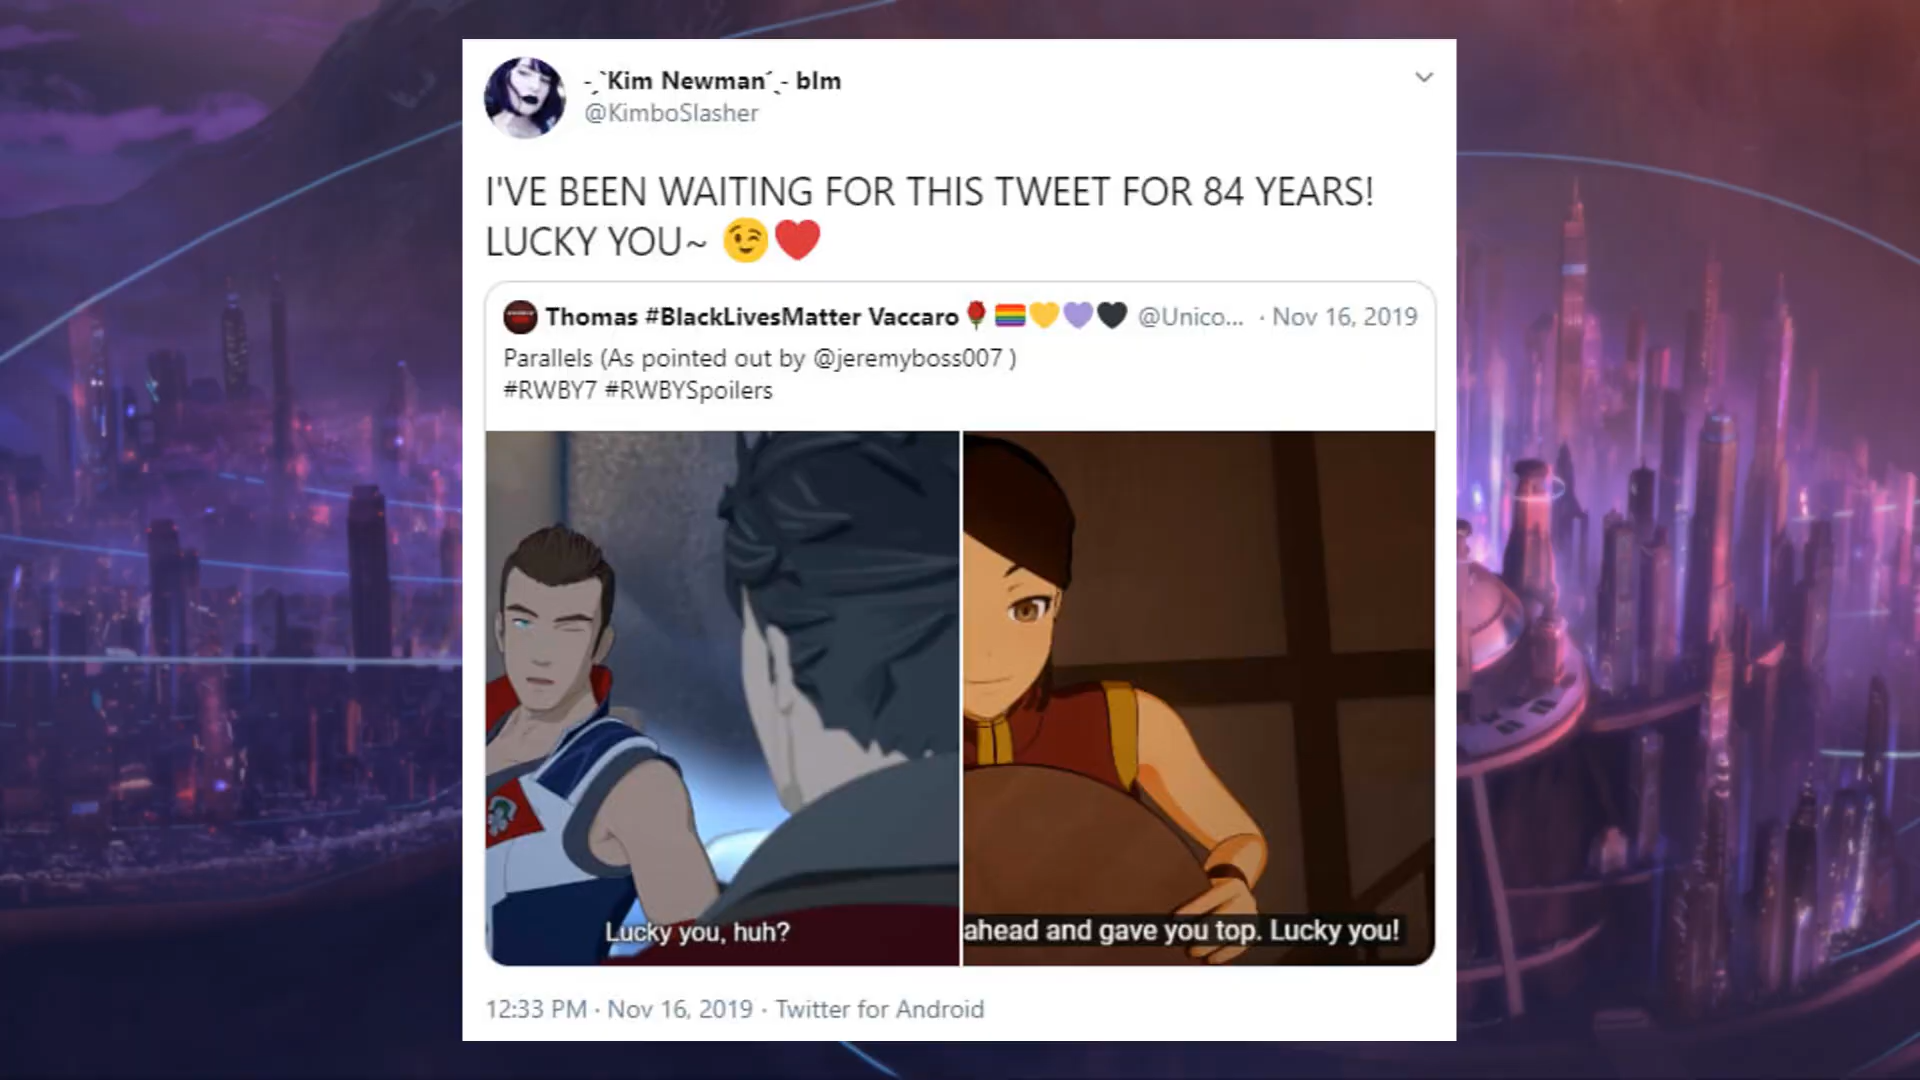 -ˏ`Kim Newman´ˎ- blm
@KimboSlasher
I'VE BEEN WAITING FOR THIS TWEET FOR 84 YEARS!
LUCKY YOU~ 😉❤️
Thomas #BlackLivesMatter Vaccaro🌹🏳️‍🌈💛💜🖤 @Unico... · Nov 16, 2019
Parallels (As pointed out by @jeremyboss007 )
#RWBY7 #RWBYSpoilers
Lucky you, huh?
ahead and gave you top. Lucky you!
12:33 PM · Nov 16, 2019 · Twitter for Android